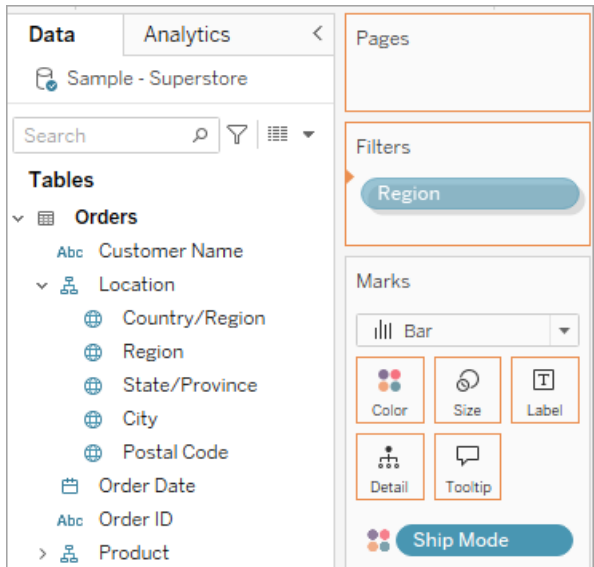 Data
Analytics
Sample - Superstore
Search
Tables
Orders
Abc Customer Name
Location
Country/Region
Region
State/Province
City
Postal Code
Order Date
Abc Order ID
Product
Pages
Filters
Region
Marks
Bar
Color
Size
T
Label
Detail
Tooltip
Ship Mode